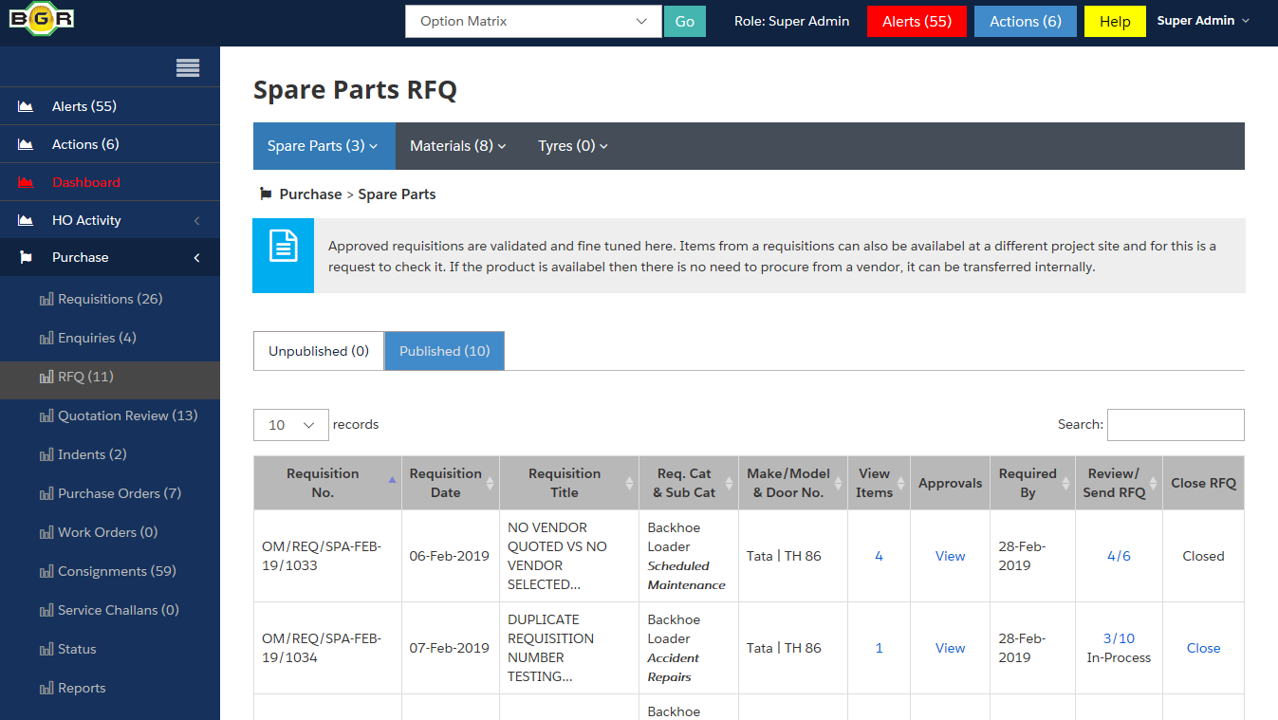 BGR
Option Matrix
Go
Role: Super Admin
Alerts (55)
Actions (6)
Help
Super Admin
Alerts (55)
Actions (6)
Dashboard
HO Activity
Purchase
Requisitions (26)
Enquiries (4)
RFQ (11)
Quotation Review (13)
Indents (2)
Purchase Orders (7)
Work Orders (0)
Consignments (59)
Service Challans (0)
Status
Reports
Spare Parts RFQ
Spare Parts (3)
Materials (8)
Tyres (0)
Purchase > Spare Parts
Approved requisitions are validated and fine tuned here. Items from a requisitions can also be availabel at a different project site and for this is a
request to check it. If the product is availabel then there is no need to procure from a vendor, it can be transferred internally.
Unpublished (0)
Published (10)
10 records
Search:
Requisition
No.
Requisition
Date
Requisition
Title
Req. Cat
& Sub Cat
Make/Model
& Door No.
View
Items
Approvals
Required
By
Review/
Send RFQ
Close RFQ
OM/REQ/SPA-FEB-
19/1033
06-Feb-2019
NO VENDOR
QUOTED VS NO
VENDOR
SELECTED...
Backhoe
Loader
Scheduled
Maintenance
Tata | TH 86
4
View
28-Feb-
2019
4/6
Closed
OM/REQ/SPA-FEB-
19/1034
07-Feb-2019
DUPLICATE
REQUISITION
NUMBER
TESTING...
Backhoe
Loader
Accident
Repairs
Tata | TH 86
1
View
28-Feb-
2019
3/10
In-Process
Close
Backhoe